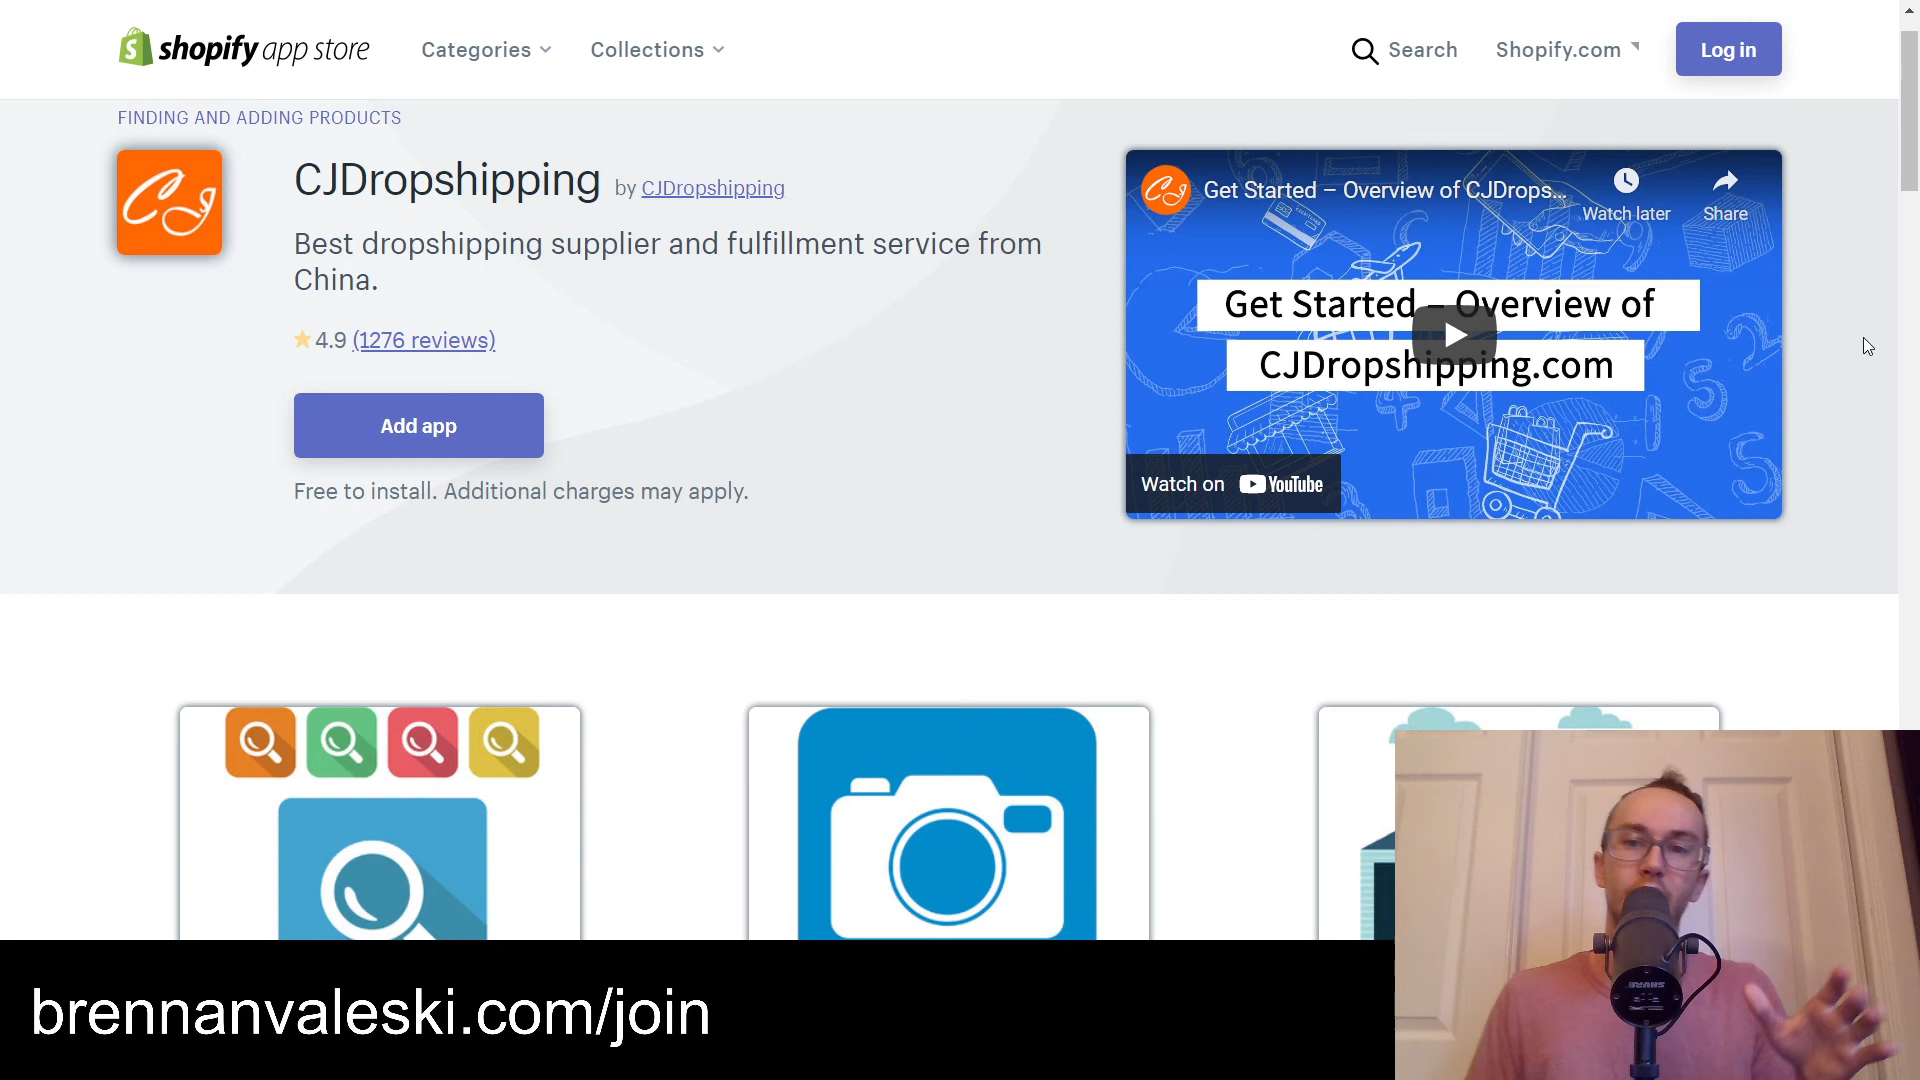 shopify app store
Categories
Collections
Search
Shopify.com
Log in
FINDING AND ADDING PRODUCTS
CJ
CJDropshipping by CJDropshipping
Best dropshipping supplier and fulfillment service from
China.
4.9 (1276 reviews)
Add app
Free to install. Additional charges may apply.
CJ
Get Started – Overview of CJDrops...
Watch later
Share
Get Started – Overview of
CJDropshipping.com
Watch on YouTube
SHURE
brennanvaleski.com/join